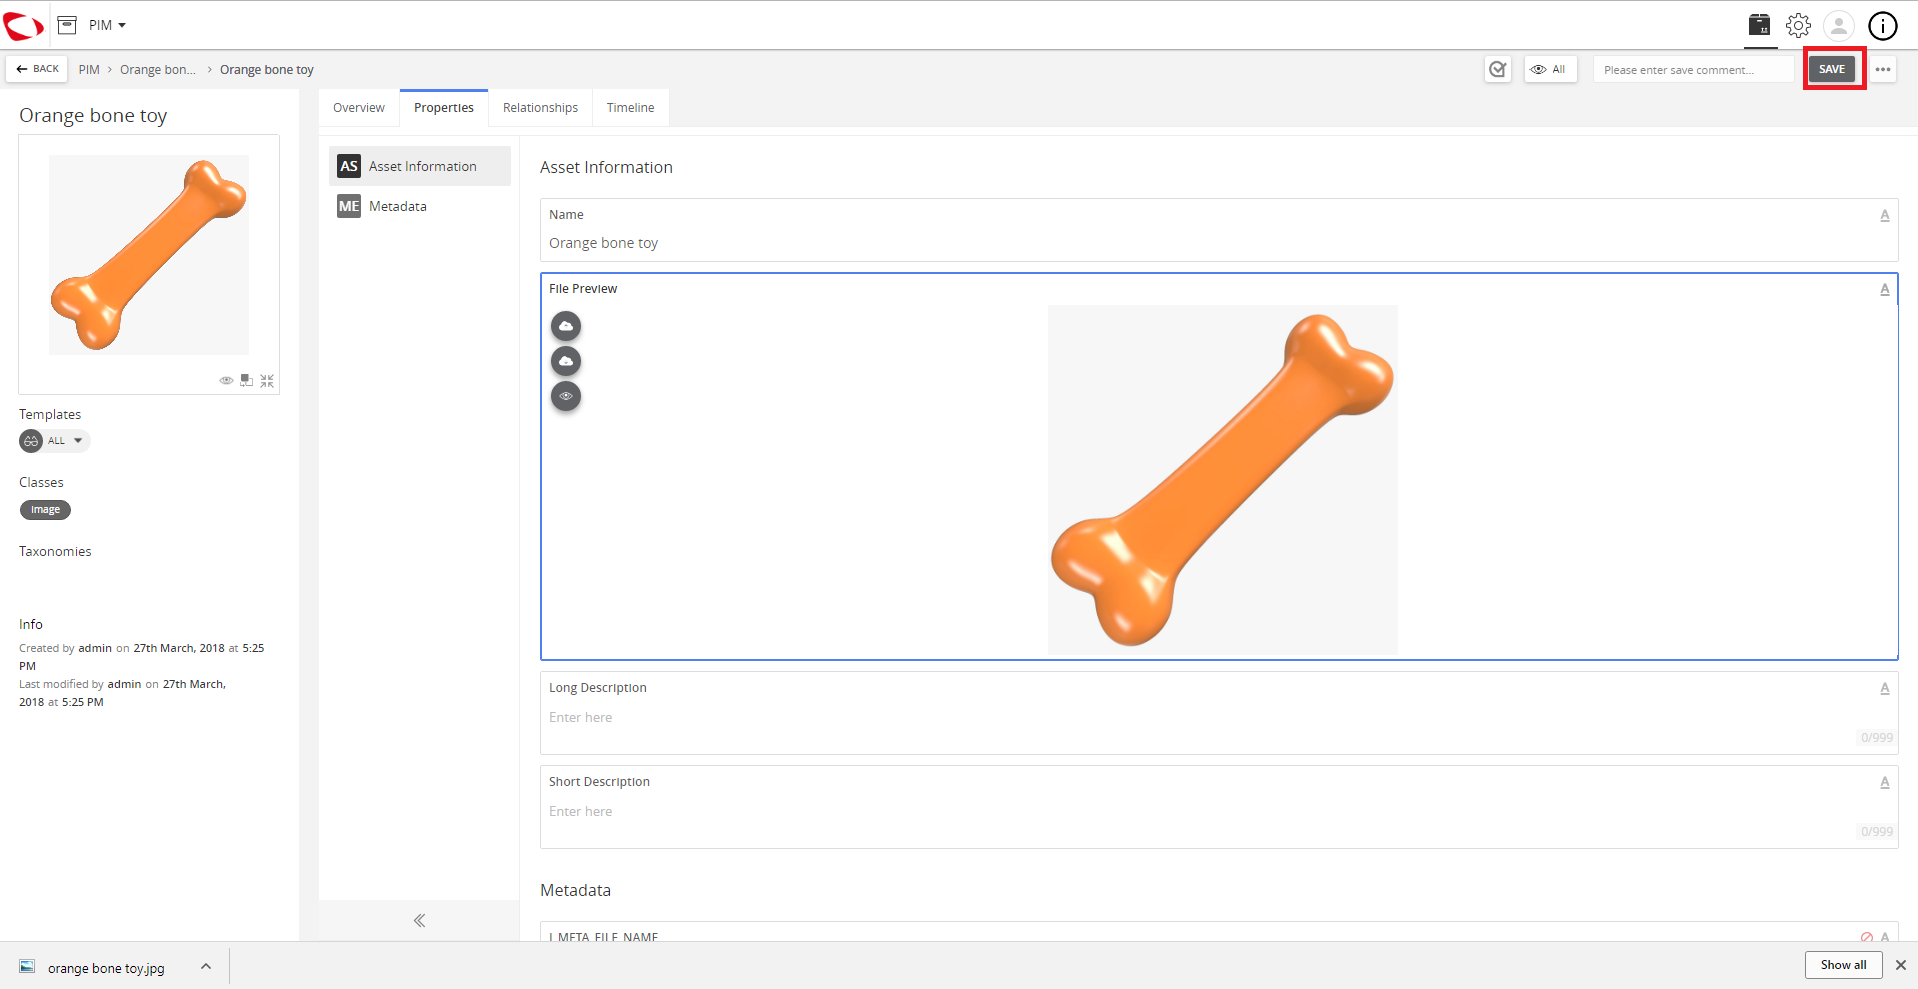 PIM
BACK
PIM > Orange bon... > Orange bone toy
All
Please enter save comment...
SAVE
Orange bone toy
Templates
ALL
Classes
Image
Taxonomies
Info
Created by admin on 27th March, 2018 at 5:25
PM
Last modified by admin on 27th March,
2018 at 5:25 PM
Overview
Properties
Relationships
Timeline
AS Asset Information
ME Metadata
Asset Information
Name
A
Orange bone toy
File Preview
A
Long Description
A
Enter here
0/999
Short Description
A
Enter here
0/999
Metadata
I_META_FILE_NAME
A
orange bone toy.jpg
Show all